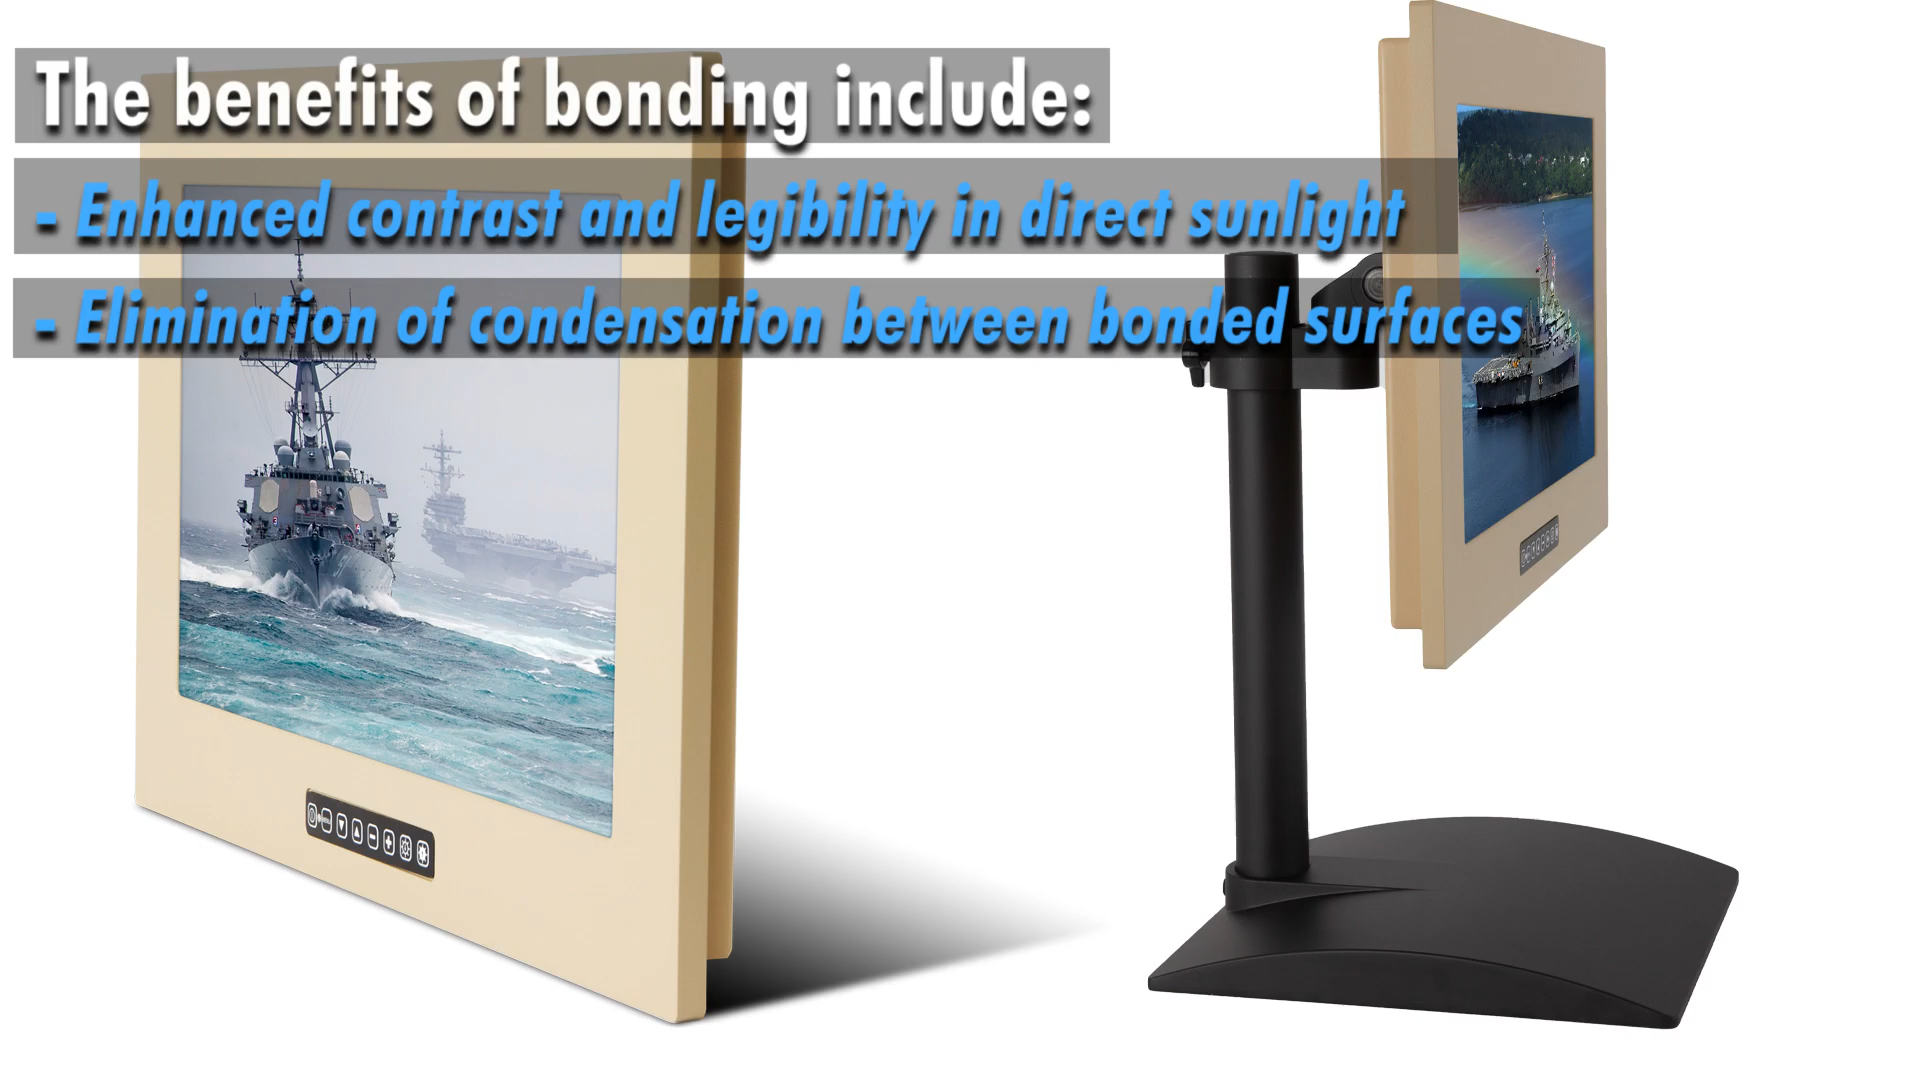 The benefits of bonding include:
- Enhanced contrast and legibility in direct sunlight
- Elimination of condensation between bonded surfaces